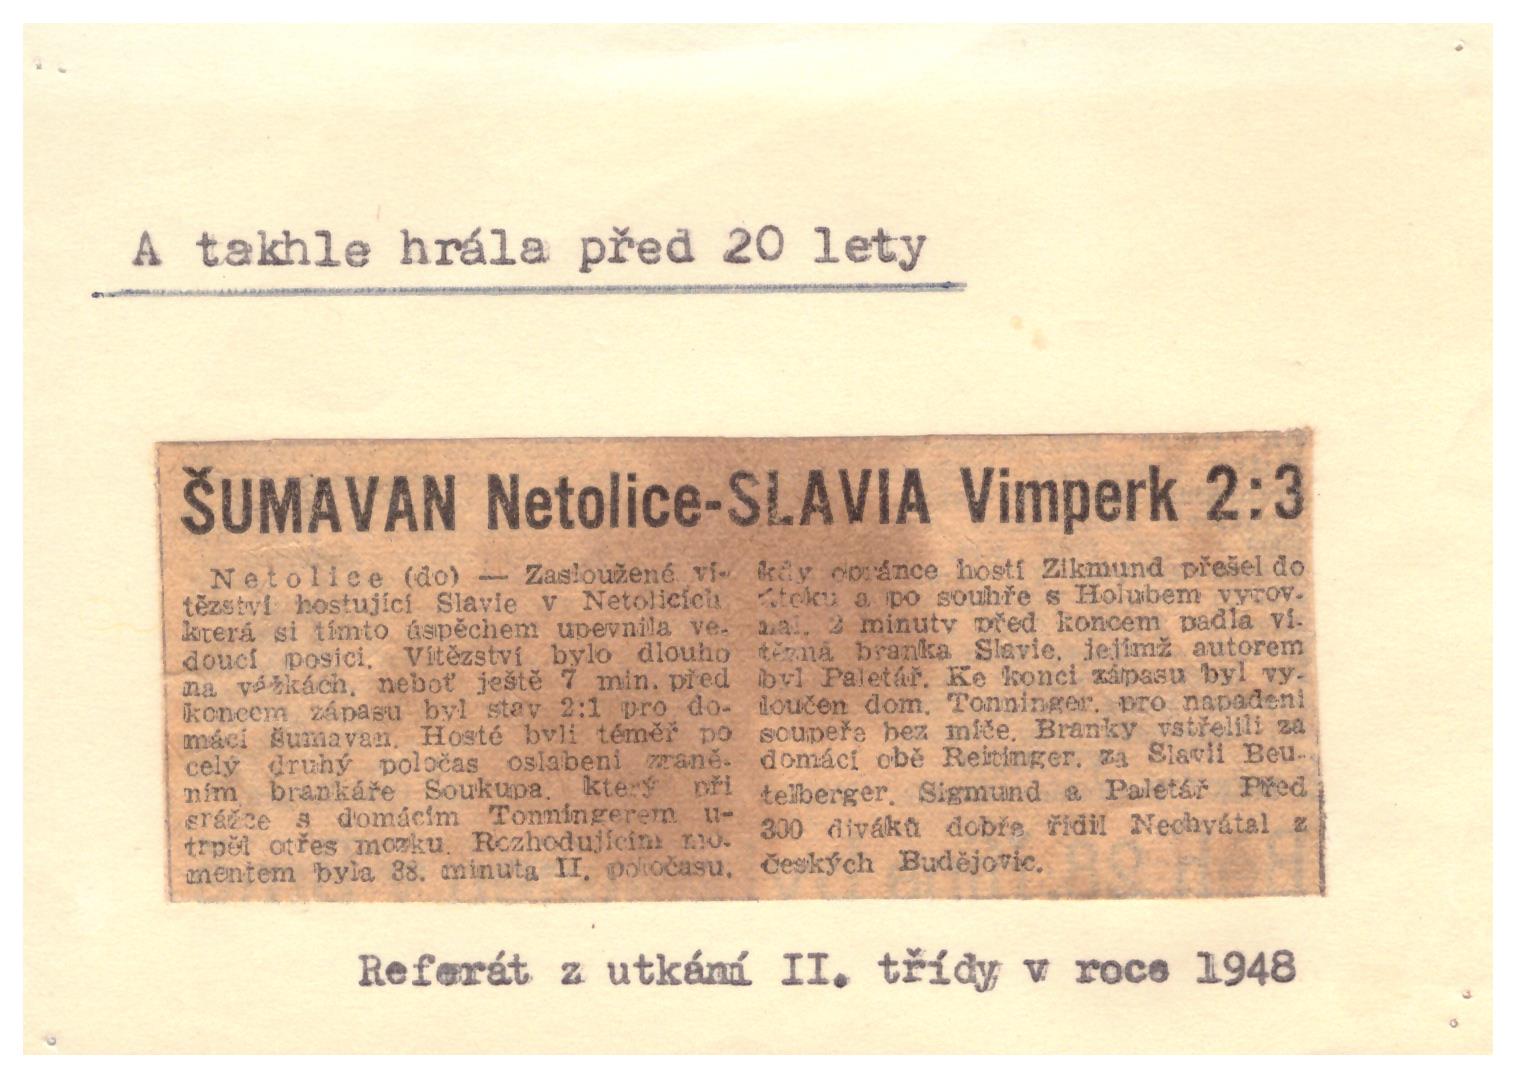 A takhle hrála před 20 lety
ŠUMAVAN Netolice-SLAVIA Vimperk 2:3
Netolice (do) — Zasloužené ví-
tězství hostující Slavie v Netolicích
která si tímto úspěchem upevnila ve-
doucí posici. Vítězství bylo dlouho
na vážkách, neboť ještě 7 min. před
koncem zápasu byl stav 2:1 pro do-
mácí Šumavan. Hosté byli téměř po
celý druhý poločas oslabeni zraně-
ním brankáře Soukupa, který při
srážce s domácím Tonningerem u-
trpěl otřes mozku. Rozhodujícím mo-
mentem byla 38. minuta II. poločasu,
kdy obránce hostí Zikmund přešel do
útoku a po souhře s Holubem vyrov-
nal. 2 minuty před koncem padla ví-
tězná branka Slavie, jejímž autorem
byl Paletář. Ke konci zápasu byl vy-
loučen dom. Tonninger, pro napadení
soupeře bez míče. Branky vstřelili za
domácí obě Reitinger, za Slavii Beu-
telberger, Sigmund a Paletář Před
300 diváků dobře řídil Nechvátal z
Českých Budějovic.
Referát z utkání II. třídy v roce 1948